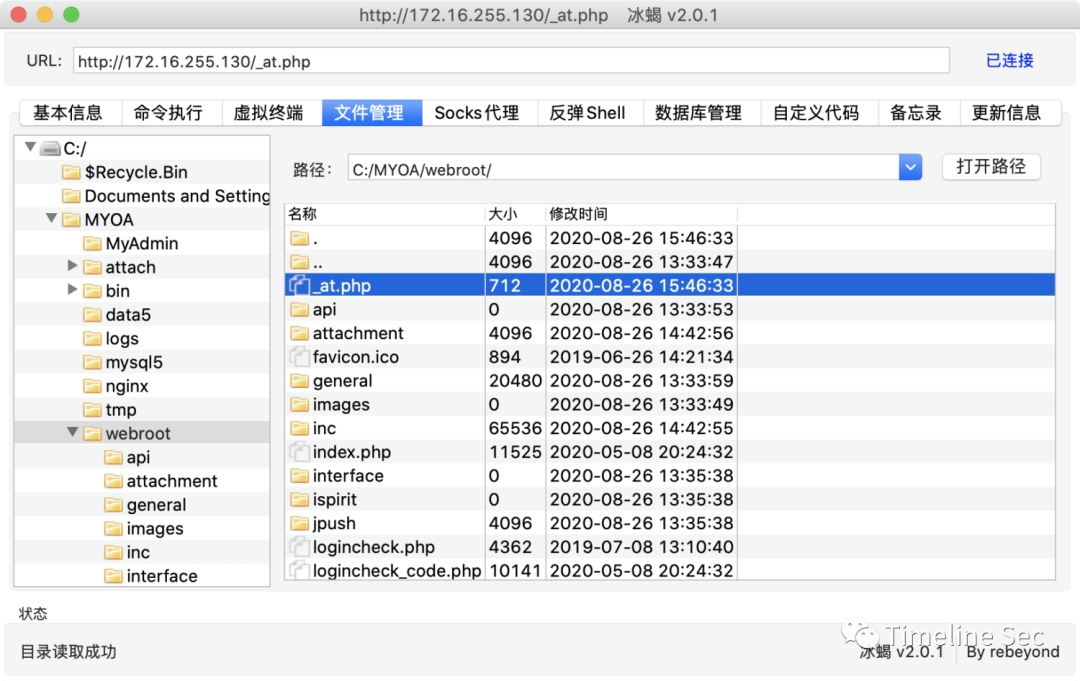 http://172.16.255.130/_at.php 冰蝎 v2.0.1
URL: http://172.16.255.130/_at.php 已连接
基本信息 命令执行 虚拟终端 文件管理 Socks代理 反弹Shell 数据库管理 自定义代码 备忘录 更新信息
C:/
$Recycle.Bin
Documents and Setting
MYOA
MyAdmin
attach
bin
data5
logs
mysql5
nginx
tmp
webroot
api
attachment
general
images
inc
interface
路径: C:/MYOA/webroot/ 打开路径
名称 大小 修改时间
. 4096 2020-08-26 15:46:33
.. 4096 2020-08-26 13:33:47
_at.php 712 2020-08-26 15:46:33
api 0 2020-08-26 13:33:53
attachment 4096 2020-08-26 14:42:56
favicon.ico 894 2019-06-26 14:21:34
general 20480 2020-08-26 13:33:59
images 0 2020-08-26 13:33:49
inc 65536 2020-08-26 14:42:55
index.php 11525 2020-05-08 20:24:32
interface 0 2020-08-26 13:35:38
ispirit 0 2020-08-26 13:35:38
jpush 4096 2020-08-26 13:35:38
logincheck.php 4362 2019-07-08 13:10:40
logincheck_code.php 10141 2020-05-08 20:24:32
状态
Timeline Sec
目录读取成功 冰蝎 v2.0.1 By rebeyond